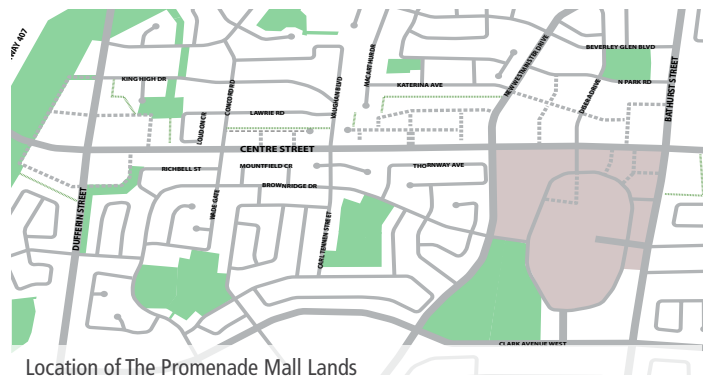 WAY 407
BEVERLEY GLEN BLVD
KING HIGH DR
CONCORD RD
VAUGHAN BLVD
MACARTHUR DR
KATERINA AVE
NEW WESTMINSTER DRIVE
DISERA DRIVE
N PARK RD
BATHURST STREET
LOUDON CR
LAWRIE RD
CENTRE STREET
RICHBELL ST
MOUNTFIELD CR
THORNWAY AVE
BROWNRIDGE DR
WADE GATE
DUFFERIN STREET
CARL TENNEN STREET
CLARK AVENUE WEST
Location of The Promenade Mall Lands